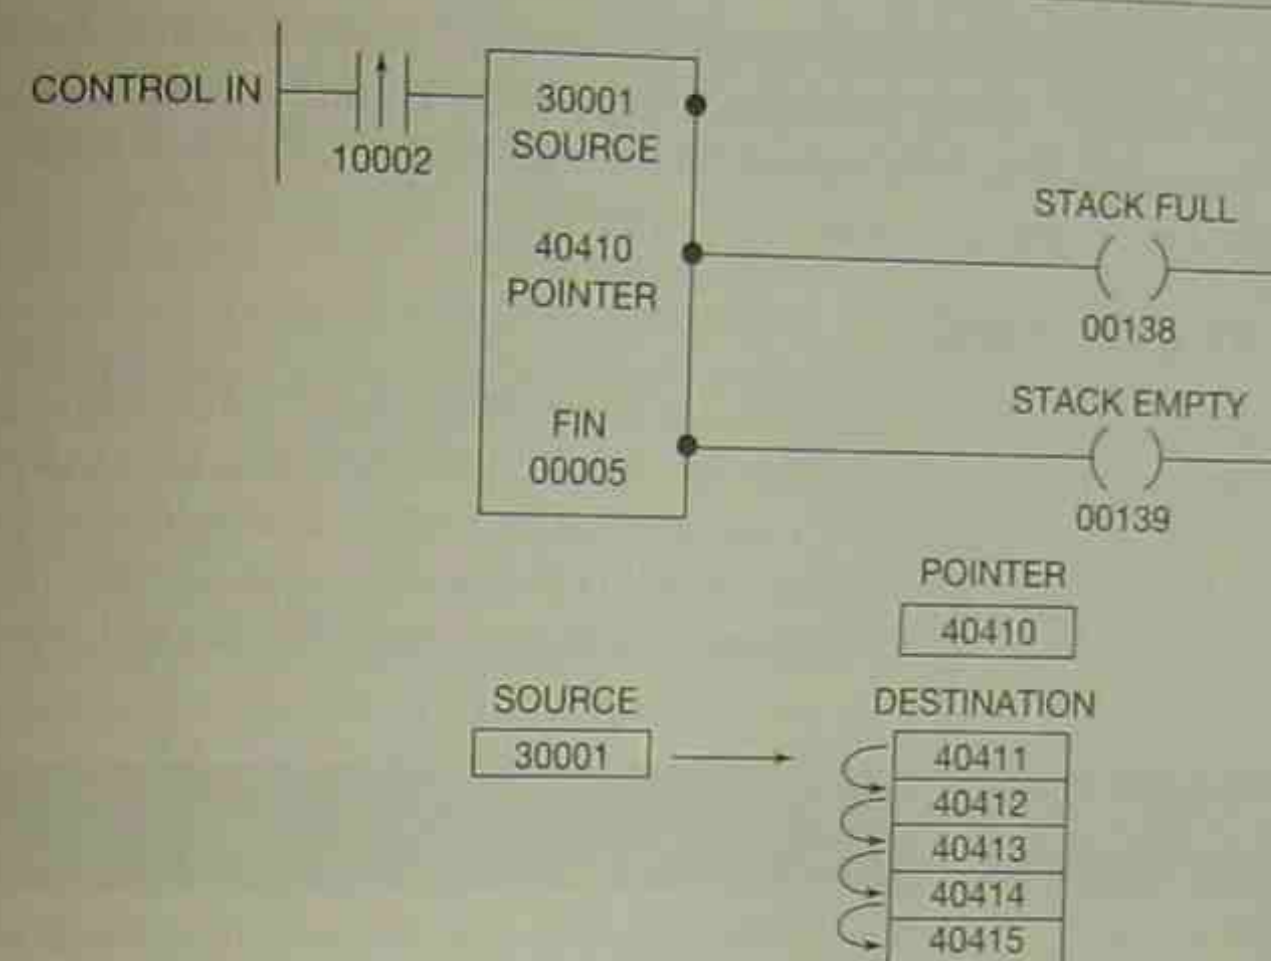 CONTROL IN
10002
30001
SOURCE
40410
POINTER
FIN
00005
STACK FULL
00138
STACK EMPTY
00139
POINTER
40410
SOURCE
30001
DESTINATION
40411
40412
40413
40414
40415